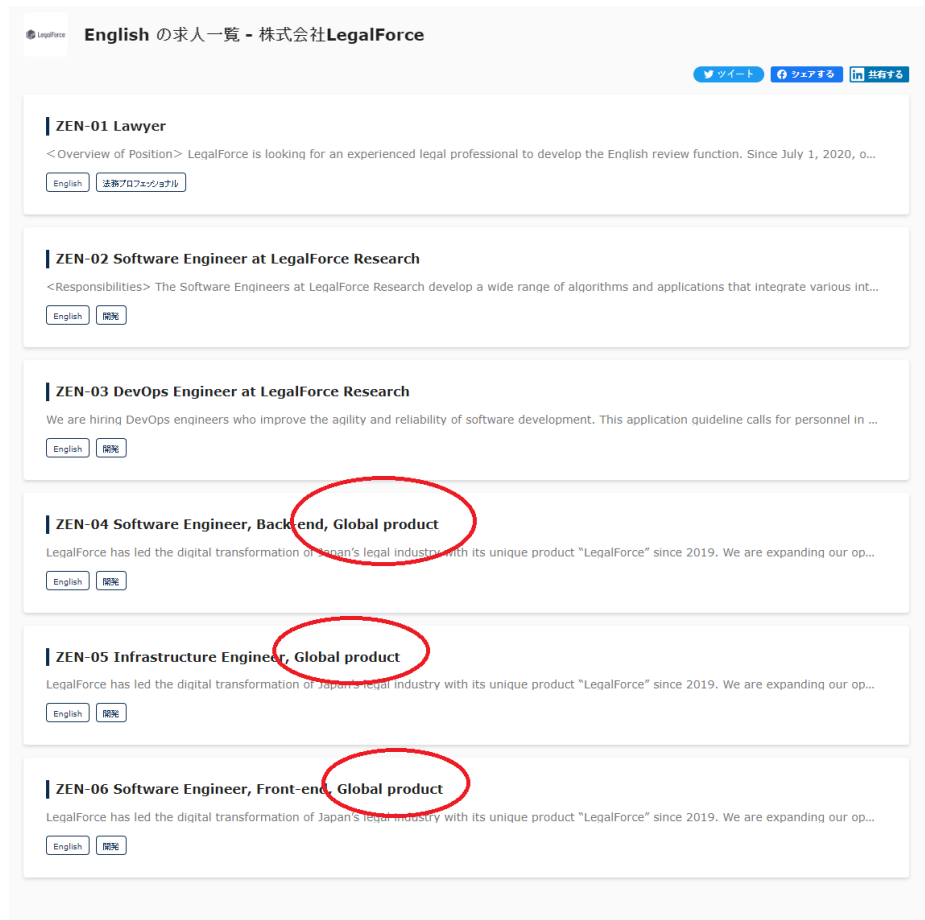 LegalForce
English の求人一覧 - 株式会社LegalForce
ツイート シェアする 共有する
ZEN-01 Lawyer
＜Overview of Position＞ LegalForce is looking for an experienced legal professional to develop the English review function. Since July 1, 2020, o...
English 法務プロフェッショナル
ZEN-02 Software Engineer at LegalForce Research
<Responsibilities> The Software Engineers at LegalForce Research develop a wide range of algorithms and applications that integrate various int...
English 開発
ZEN-03 DevOps Engineer at LegalForce Research
We are hiring DevOps engineers who improve the agility and reliability of software development. This application guideline calls for personnel in ...
English 開発
ZEN-04 Software Engineer, Back-end, Global product
LegalForce has led the digital transformation of Japan’s legal industry with its unique product “LegalForce” since 2019. We are expanding our op...
English 開発
ZEN-05 Infrastructure Engineer, Global product
LegalForce has led the digital transformation of Japan’s legal industry with its unique product “LegalForce” since 2019. We are expanding our op...
English 開発
ZEN-06 Software Engineer, Front-end, Global product
LegalForce has led the digital transformation of Japan’s legal industry with its unique product “LegalForce” since 2019. We are expanding our op...
English 開発